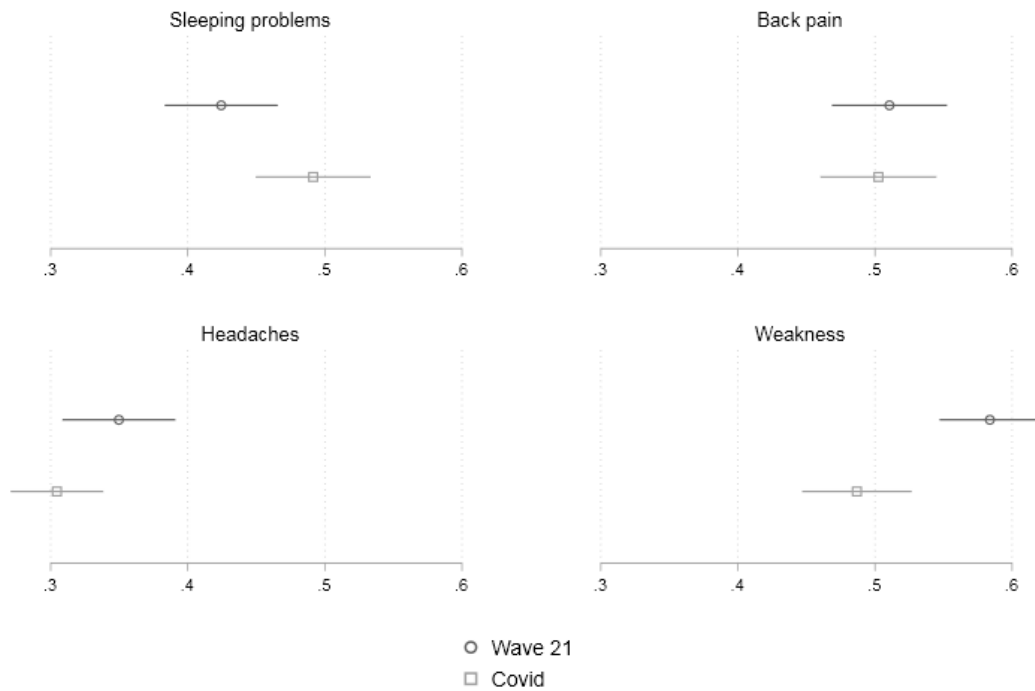 Sleeping problems
.3 .4 .5 .6
Back pain
.3 .4 .5 .6
Headaches
.3 .4 .5 .6
Weakness
.3 .4 .5 .6
Wave 21
Covid